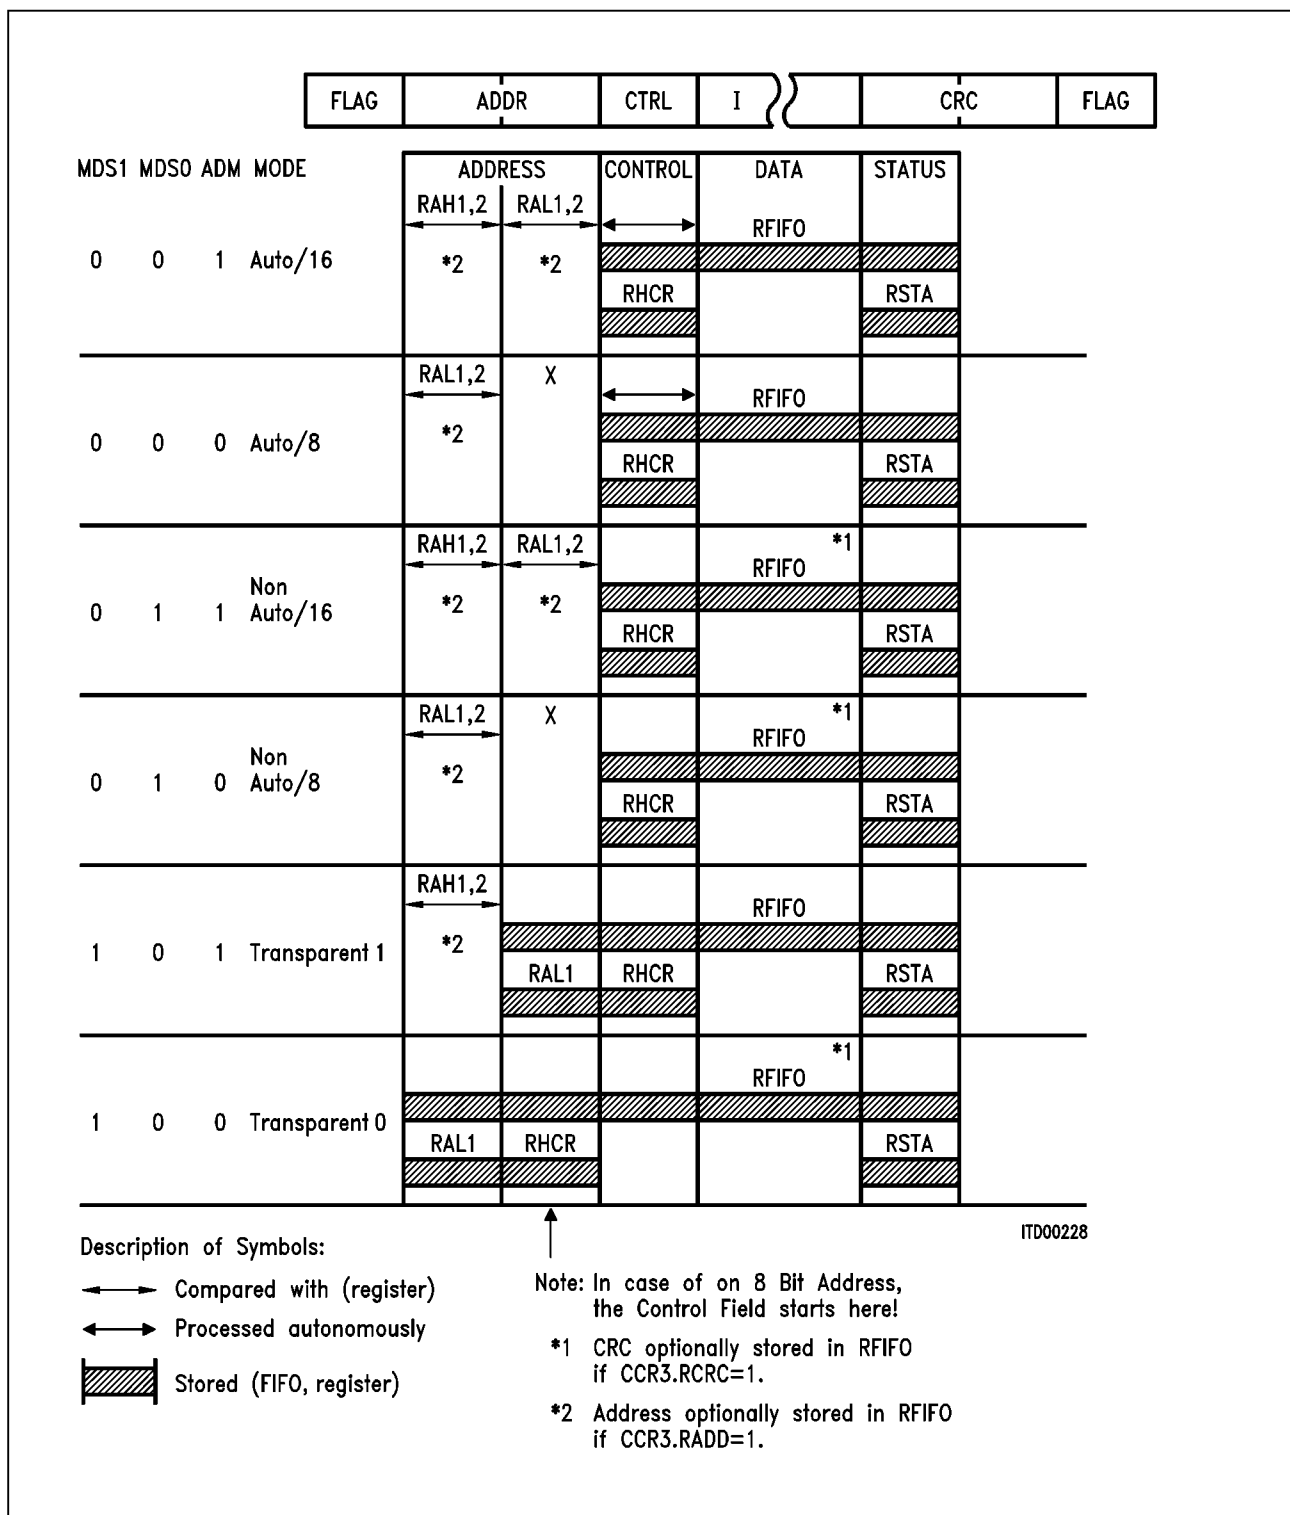 FLAG ADDR CTRL I CRC FLAG
MDS1 MDS0 ADM MODE ADDRESS CONTROL DATA STATUS
RAH1,2 RAL1,2 RFIFO
0 0 1 Auto/16 *2 *2
RHCR RSTA
RAL1,2 X RFIFO
0 0 0 Auto/8 *2
RHCR RSTA
RAH1,2 RAL1,2 *1
RFIFO
Non
0 1 1 Auto/16 *2 *2
RHCR RSTA
RAL1,2 X *1
RFIFO
Non
0 1 0 Auto/8 *2
RHCR RSTA
RAH1,2 RFIFO
1 0 1 Transparent 1 *2
RAL1 RHCR RSTA
*1
RFIFO
1 0 0 Transparent 0
RAL1 RHCR RSTA
ITD00228
Description of Symbols:
Compared with (register)
Processed autonomously
Stored (FIFO, register)
Note: In case of on 8 Bit Address,
the Control Field starts here!
*1 CRC optionally stored in RFIFO
if CCR3.RCRC=1.
*2 Address optionally stored in RFIFO
if CCR3.RADD=1.